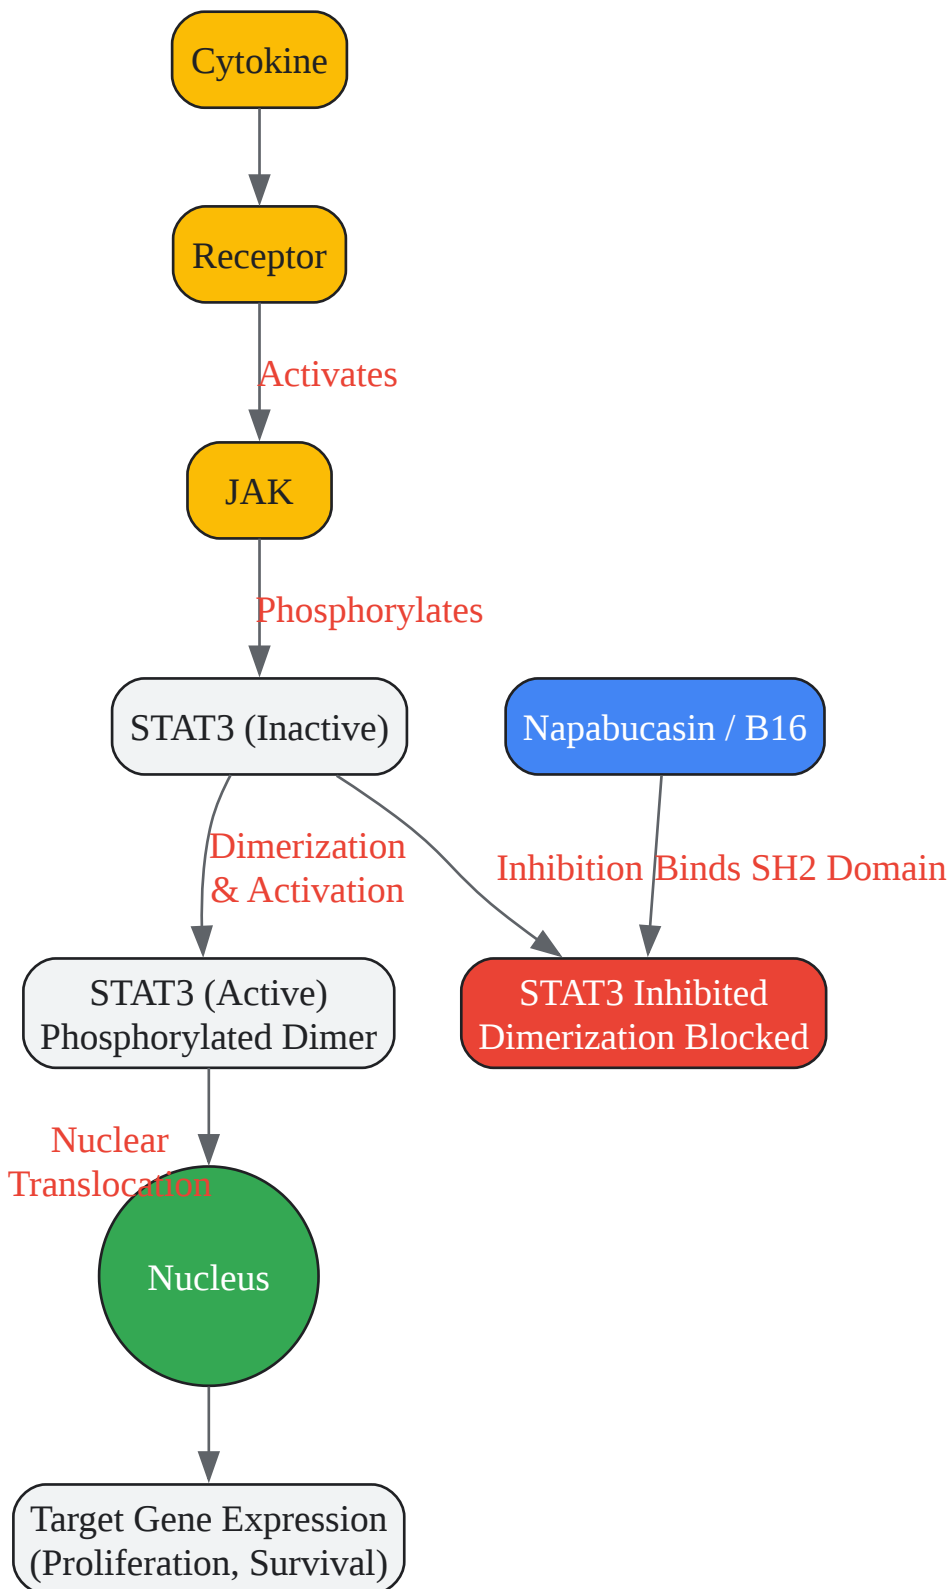 Cytokine
Receptor
Activates
JAK
Phosphorylates
STAT3 (Inactive)
Napabucasin / B16
Dimerization
& Activation
Inhibition
Binds SH2 Domain
STAT3 (Active)
Phosphorylated Dimer
STAT3 Inhibited
Dimerization Blocked
Nuclear
Translocation
Nucleus
Target Gene Expression
(Proliferation, Survival)